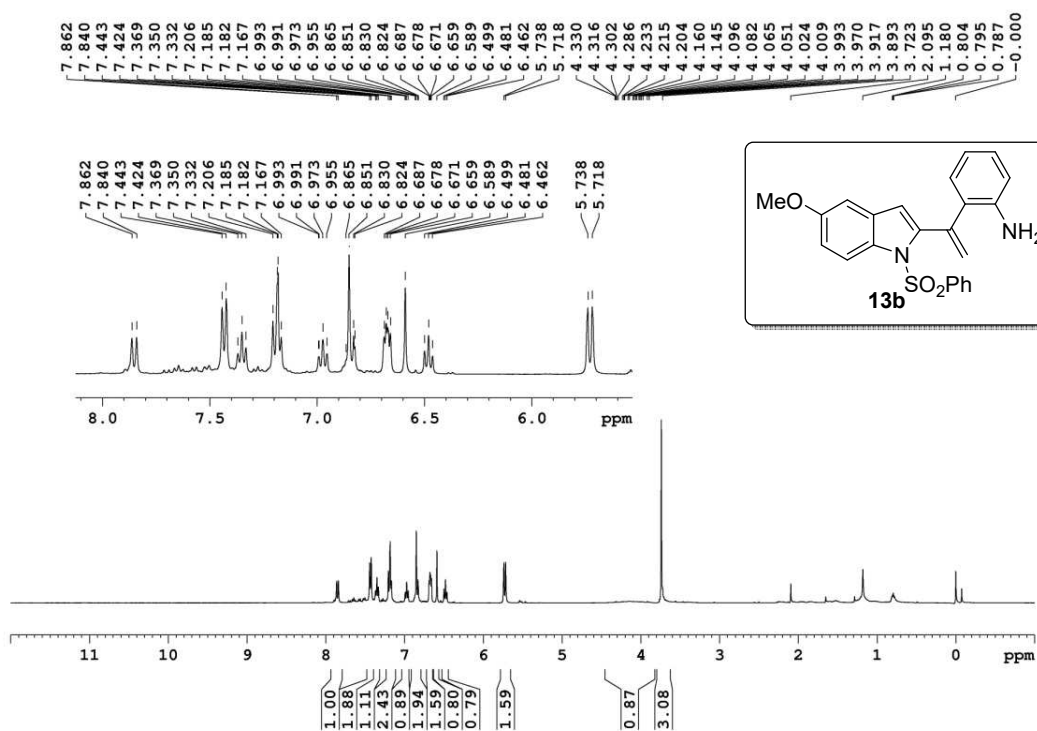 7.862 7.840 7.443 7.424 7.369 7.350 7.332 7.206 7.185 7.182 7.167 6.993 6.991 6.973 6.955 6.865 6.851 6.830 6.824 6.687 6.678 6.671 6.659 6.589 6.499 6.481 6.462 5.738 5.718 4.330 4.316 4.302 4.286 4.233 4.215 4.204 4.160 4.145 4.096 4.082 4.065 4.051 4.024 4.009 3.993 3.970 3.917 3.893 3.723 2.095 1.180 0.804 0.795 0.787 -0.000
7.862 7.840 7.443 7.424 7.369 7.350 7.332 7.206 7.185 7.182 7.167 6.993 6.991 6.973 6.955 6.865 6.851 6.830 6.824 6.687 6.678 6.671 6.659 6.589 6.499 6.481 6.462 5.738 5.718
MeO
NH2
N
SO2Ph
13b
8.0 7.5 7.0 6.5 6.0 ppm
11 10 9 8 7 6 5 4 3 2 1 0 ppm
1.00 1.88 1.11 2.43 0.89 1.94 1.59 0.80 0.79 1.59 0.87 3.08